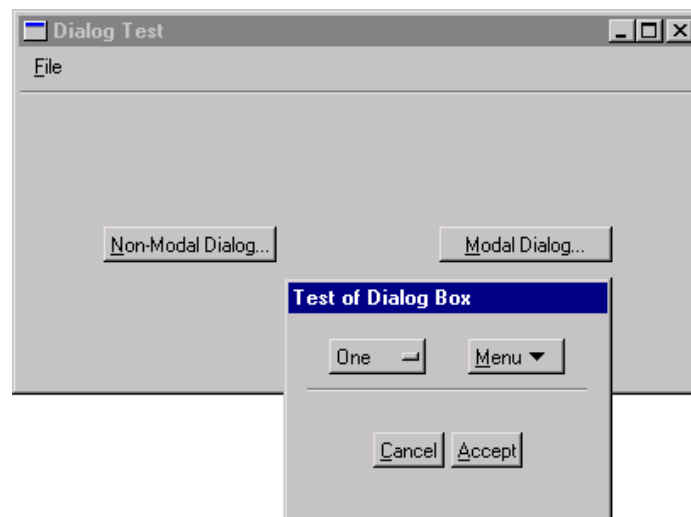 Dialog Test
File
Non-Modal Dialog... Modal Dialog...
Test of Dialog Box
One Menu
Cancel Accept